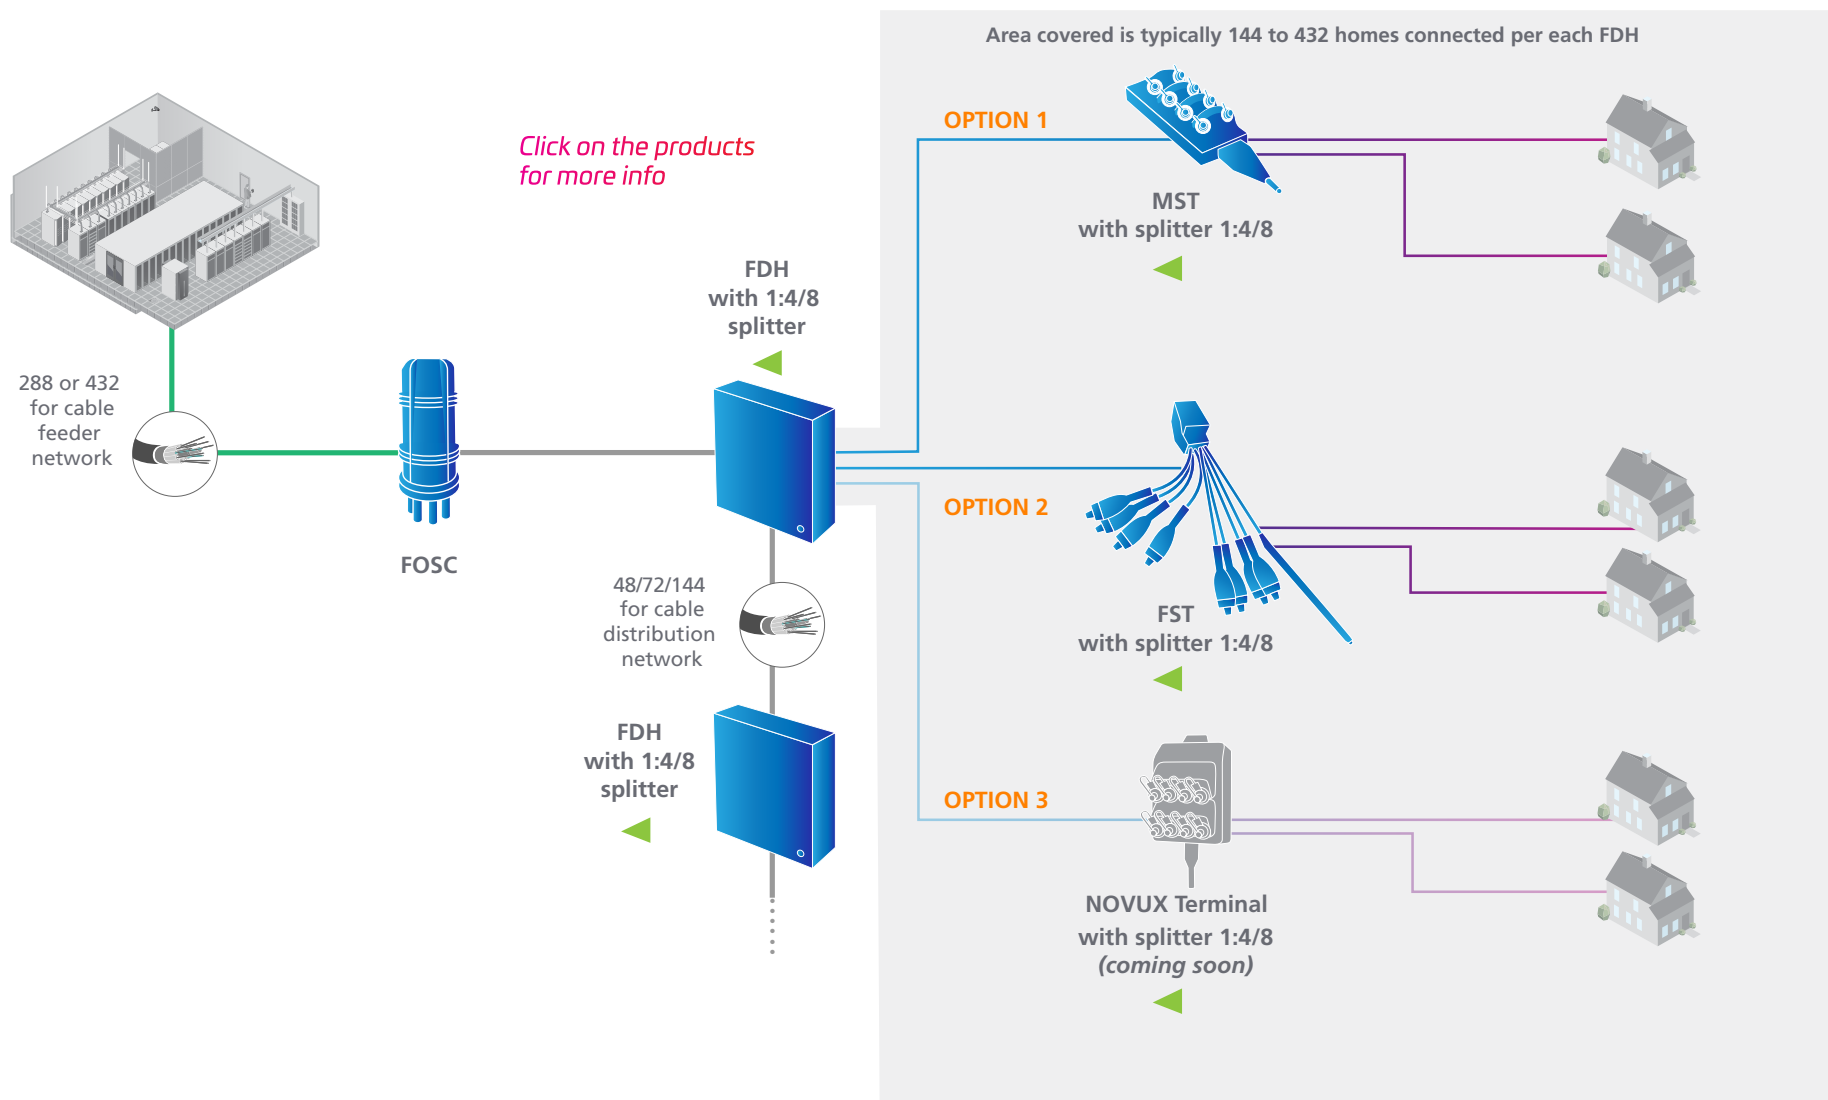 Area covered is typically 144 to 432 homes connected per each FDH
Click on the products
for more info
288 or 432
for cable
feeder
network
FOSC
FDH
with 1:4/8
splitter
48/72/144
for cable
distribution
network
FDH
with 1:4/8
splitter
OPTION 1
MST
with splitter 1:4/8
OPTION 2
FST
with splitter 1:4/8
OPTION 3
NOVUX Terminal
with splitter 1:4/8
(coming soon)